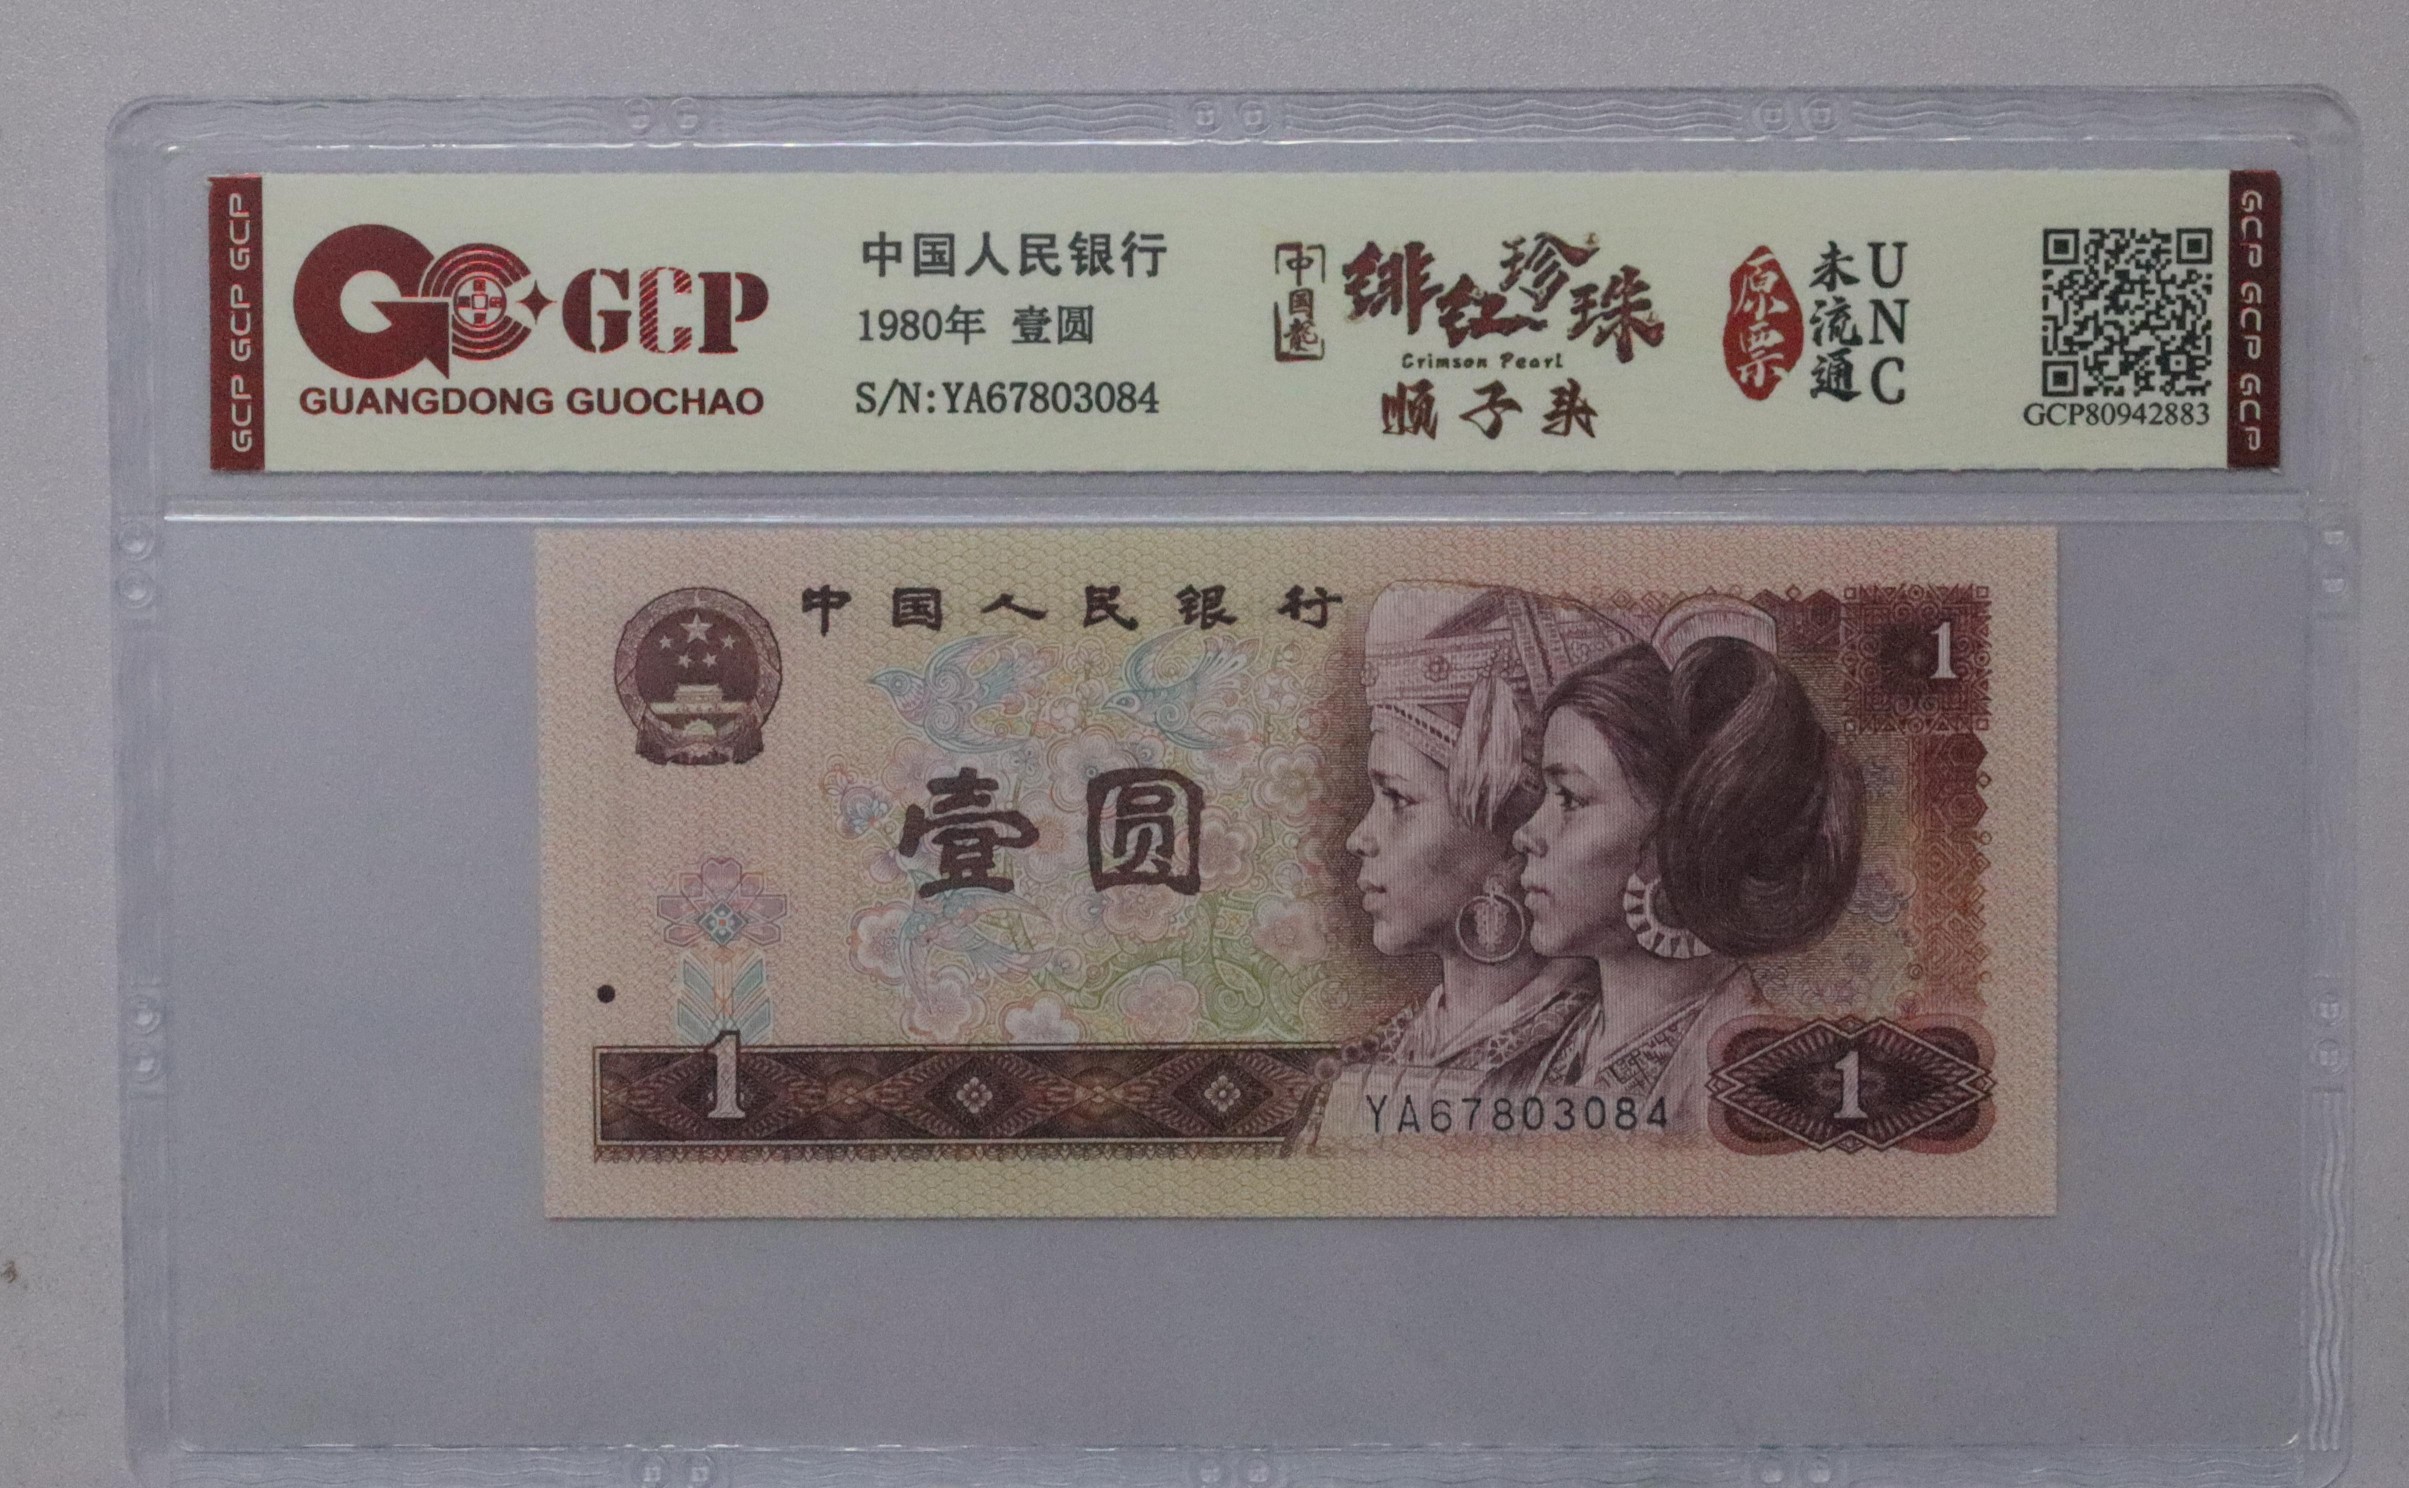 GCP GCP GCP
GCP
GUANGDONG GUOCHAO
中国人民银行
1980年 壹圆
S/N:YA67803084
中国龍
绯红珍珠
Crimson Pearl
顺子头
原票
未流通
UNC
GCP80942883
GCP GCP GCP
中国人民银行
1
壹圆
1
YA67803084
1